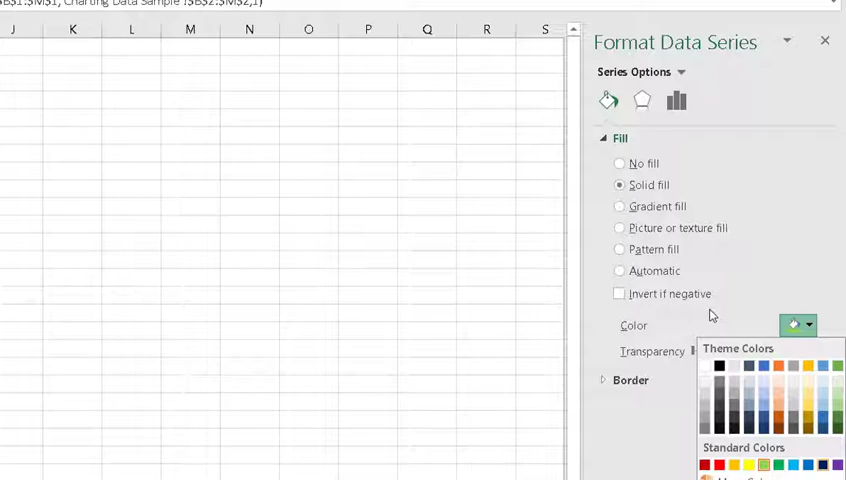 $B$1:$M$1,'Charting Data Sample'!$B$2:$M$2,1)
J K L M N O P Q R S
Format Data Series
Series Options
Fill
No fill
Solid fill
Gradient fill
Picture or texture fill
Pattern fill
Automatic
Invert if negative
Color
Transparency
Theme Colors
Border
Standard Colors